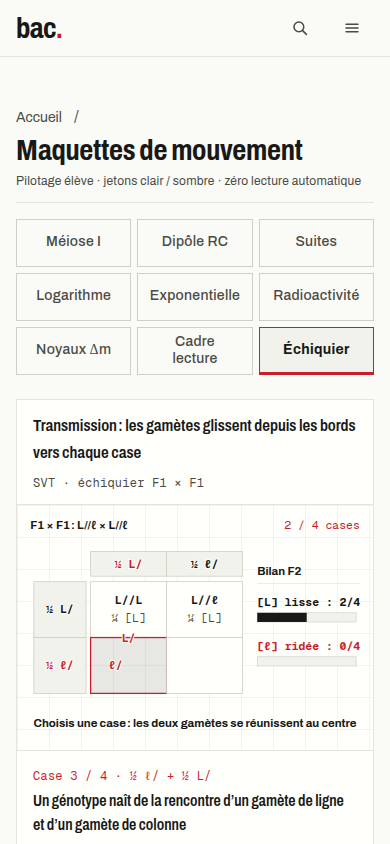 bac.
Accueil /
Maquettes de mouvement
Pilotage élève · jetons clair / sombre · zéro lecture automatique
Méiose I
Dipôle RC
Suites
Logarithme
Exponentielle
Radioactivité
Noyaux Δm
Cadre
lecture
Échiquier
Transmission : les gamètes glissent depuis les bords
vers chaque case
SVT · échiquier F1 × F1
F1 × F1 : L//ℓ × L//ℓ
2 / 4 cases
½ L/
½ ℓ/
Bilan F2
½ L/
L//L
¼ [L]
L//ℓ
¼ [L]
[L] lisse : 2/4
½ ℓ/
L/
ℓ/
[ℓ] ridée : 0/4
Choisis une case : les deux gamètes se réunissent au centre
Case 3 / 4 · ½ ℓ/ + ½ L/
Un génotype naît de la rencontre d’un gamète de ligne
et d’un gamète de colonne